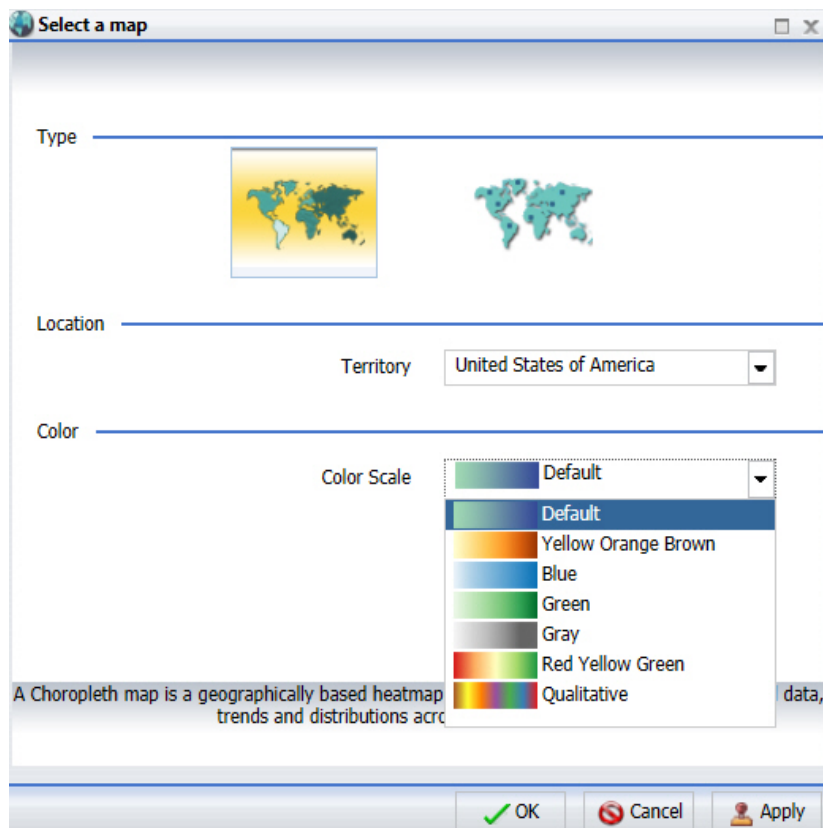 Select a map
Type
Location
Territory United States of America
Color
Color Scale Default
Default
Yellow Orange Brown
Blue
Green
Gray
Red Yellow Green
Qualitative
A Choropleth map is a geographically based heatmap data,
trends and distributions
OK Cancel Apply